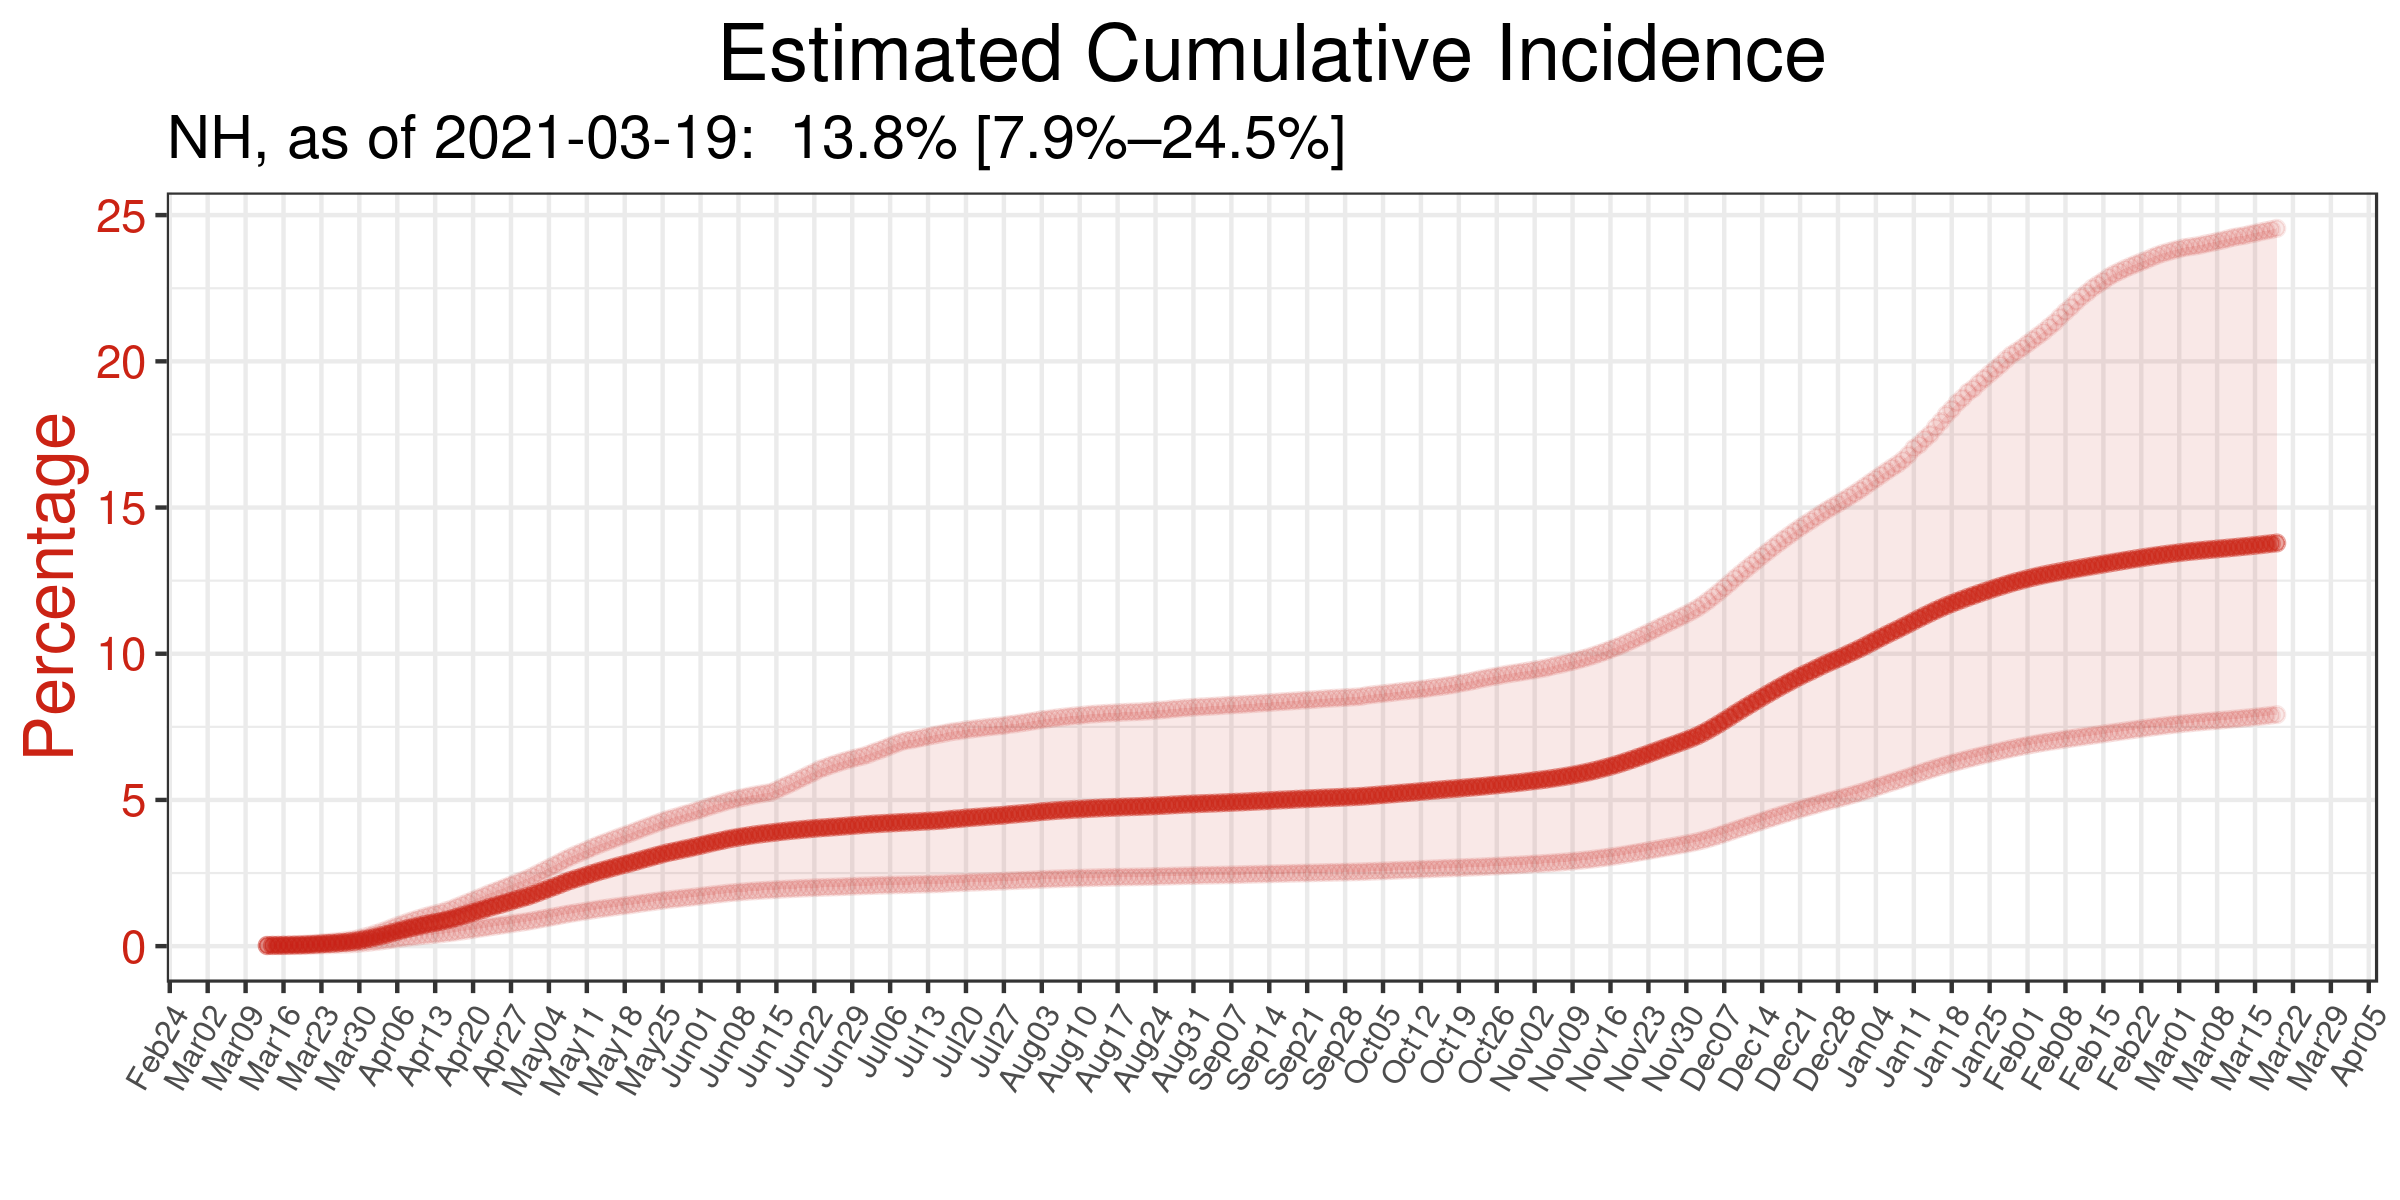 Estimated Cumulative Incidence
NH, as of 2021-03-19:  13.8% [7.9%–24.5%]
Percentage
25
20
15
10
5
0
Feb24
Mar02
Mar09
Mar16
Mar23
Mar30
Apr06
Apr13
Apr20
Apr27
May04
May11
May18
May25
Jun01
Jun08
Jun15
Jun22
Jun29
Jul06
Jul13
Jul20
Jul27
Aug03
Aug10
Aug17
Aug24
Aug31
Sep07
Sep14
Sep21
Sep28
Oct05
Oct12
Oct19
Oct26
Nov02
Nov09
Nov16
Nov23
Nov30
Dec07
Dec14
Dec21
Dec28
Jan04
Jan11
Jan18
Jan25
Feb01
Feb08
Feb15
Feb22
Mar01
Mar08
Mar15
Mar22
Mar29
Apr05